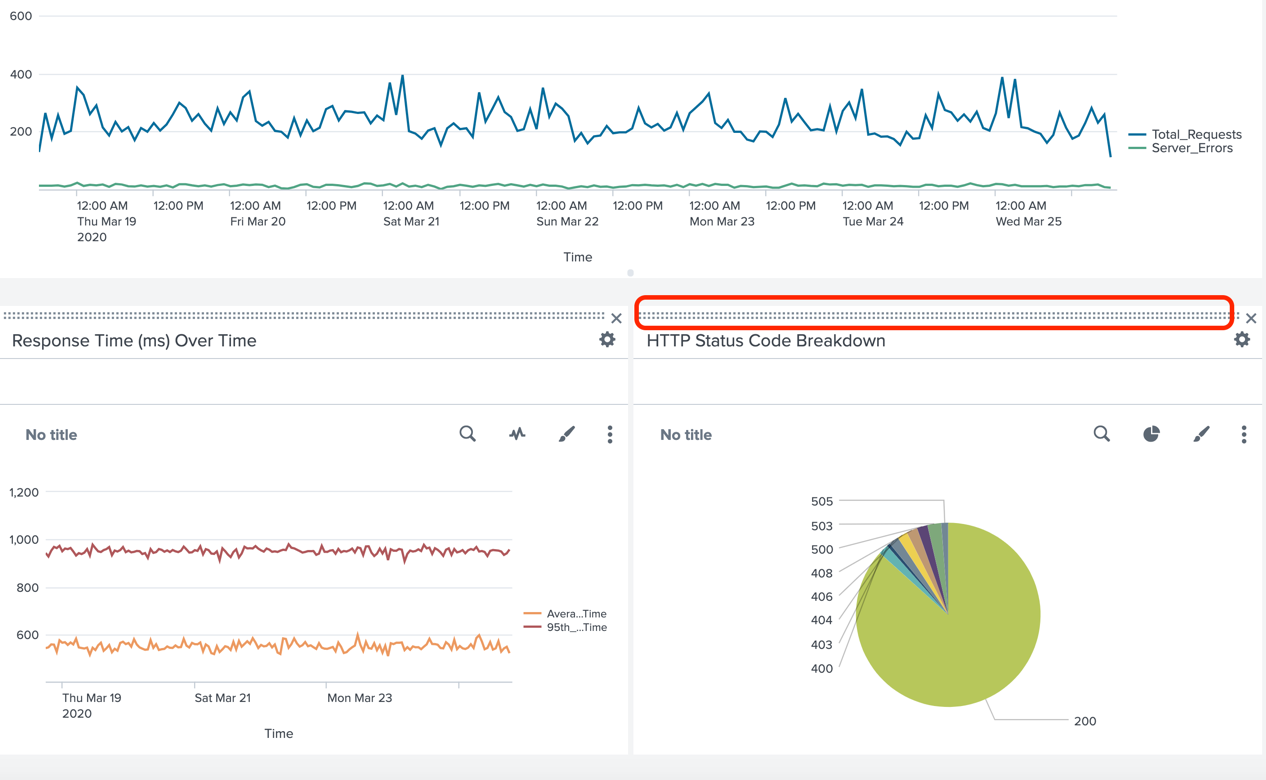 600
400
200
Total_Requests
Server_Errors
12:00 AM 12:00 PM 12:00 AM 12:00 PM 12:00 AM 12:00 PM 12:00 AM 12:00 PM 12:00 AM 12:00 PM 12:00 AM 12:00 PM 12:00 AM
Thu Mar 19 Fri Mar 20 Sat Mar 21 Sun Mar 22 Mon Mar 23 Tue Mar 24 Wed Mar 25
2020
Time
Response Time (ms) Over Time
No title
1,200
1,000
800
600
Avera...Time
95th_...Time
Thu Mar 19 Sat Mar 21 Mon Mar 23
2020
Time
HTTP Status Code Breakdown
No title
505
503
500
408
406
404
403
400
200